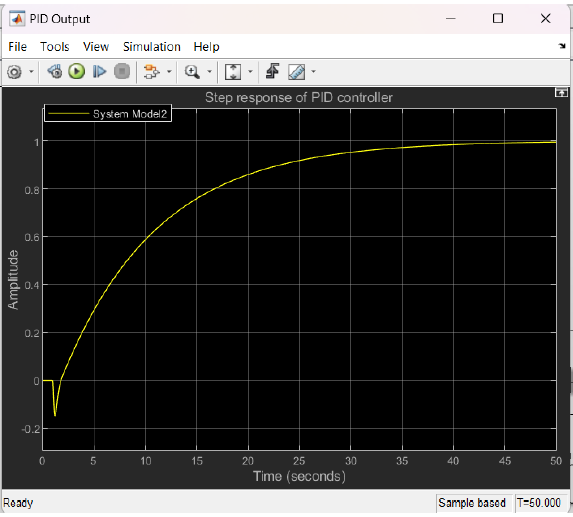 PID Output
File Tools View Simulation Help
Step response of PID controller
System Model2
Amplitude
1
0.8
0.6
0.4
0.2
0
-0.2
0 5 10 15 20 25 30 35 40 45 50
Time (seconds)
Ready
Sample based T=50.000